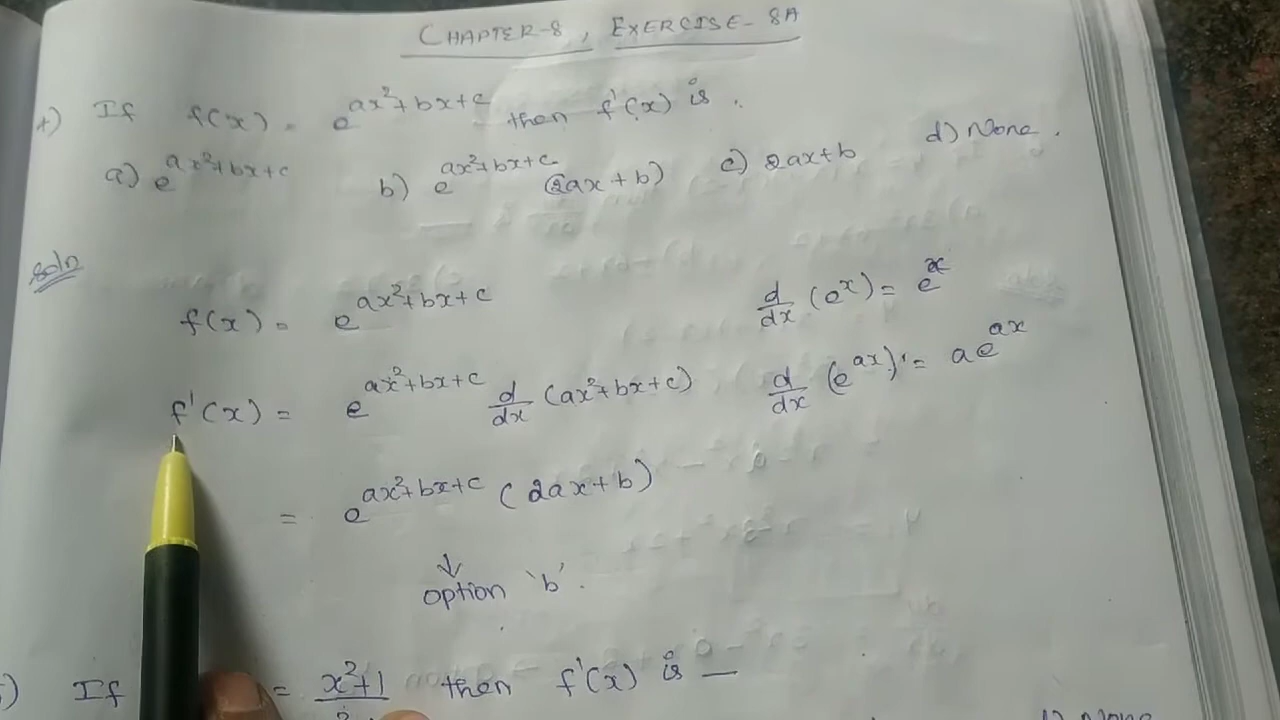 CHAPTER-8, EXERCISE-8A
If f(x) = e^{ax²+bx+c} then f'(x) is.
a) e^{ax²+bx+c} b) e^{ax²+bx+c} (2ax+b) c) 2ax+b d) None.
Soln
f(x) = e^{ax²+bx+c} d/dx (e^x) = e^x
f'(x) = e^{ax²+bx+c} d/dx (ax²+bx+c) d/dx (e^{ax}) = ae^{ax}
= e^{ax²+bx+c} (2ax+b)
↓
option 'b'.
If = x²+1 then f'(x) is —
d) None